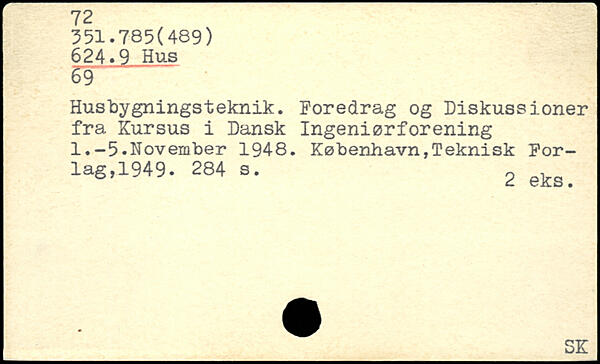 72
351.785(489)
624.9 Hus
69
Husbygningsteknik. Foredrag og Diskussioner
fra Kursus i Dansk Ingeniørforening
1.-5.November 1948. København,Teknisk For-
lag,1949. 284 s.
2 eks.
SK